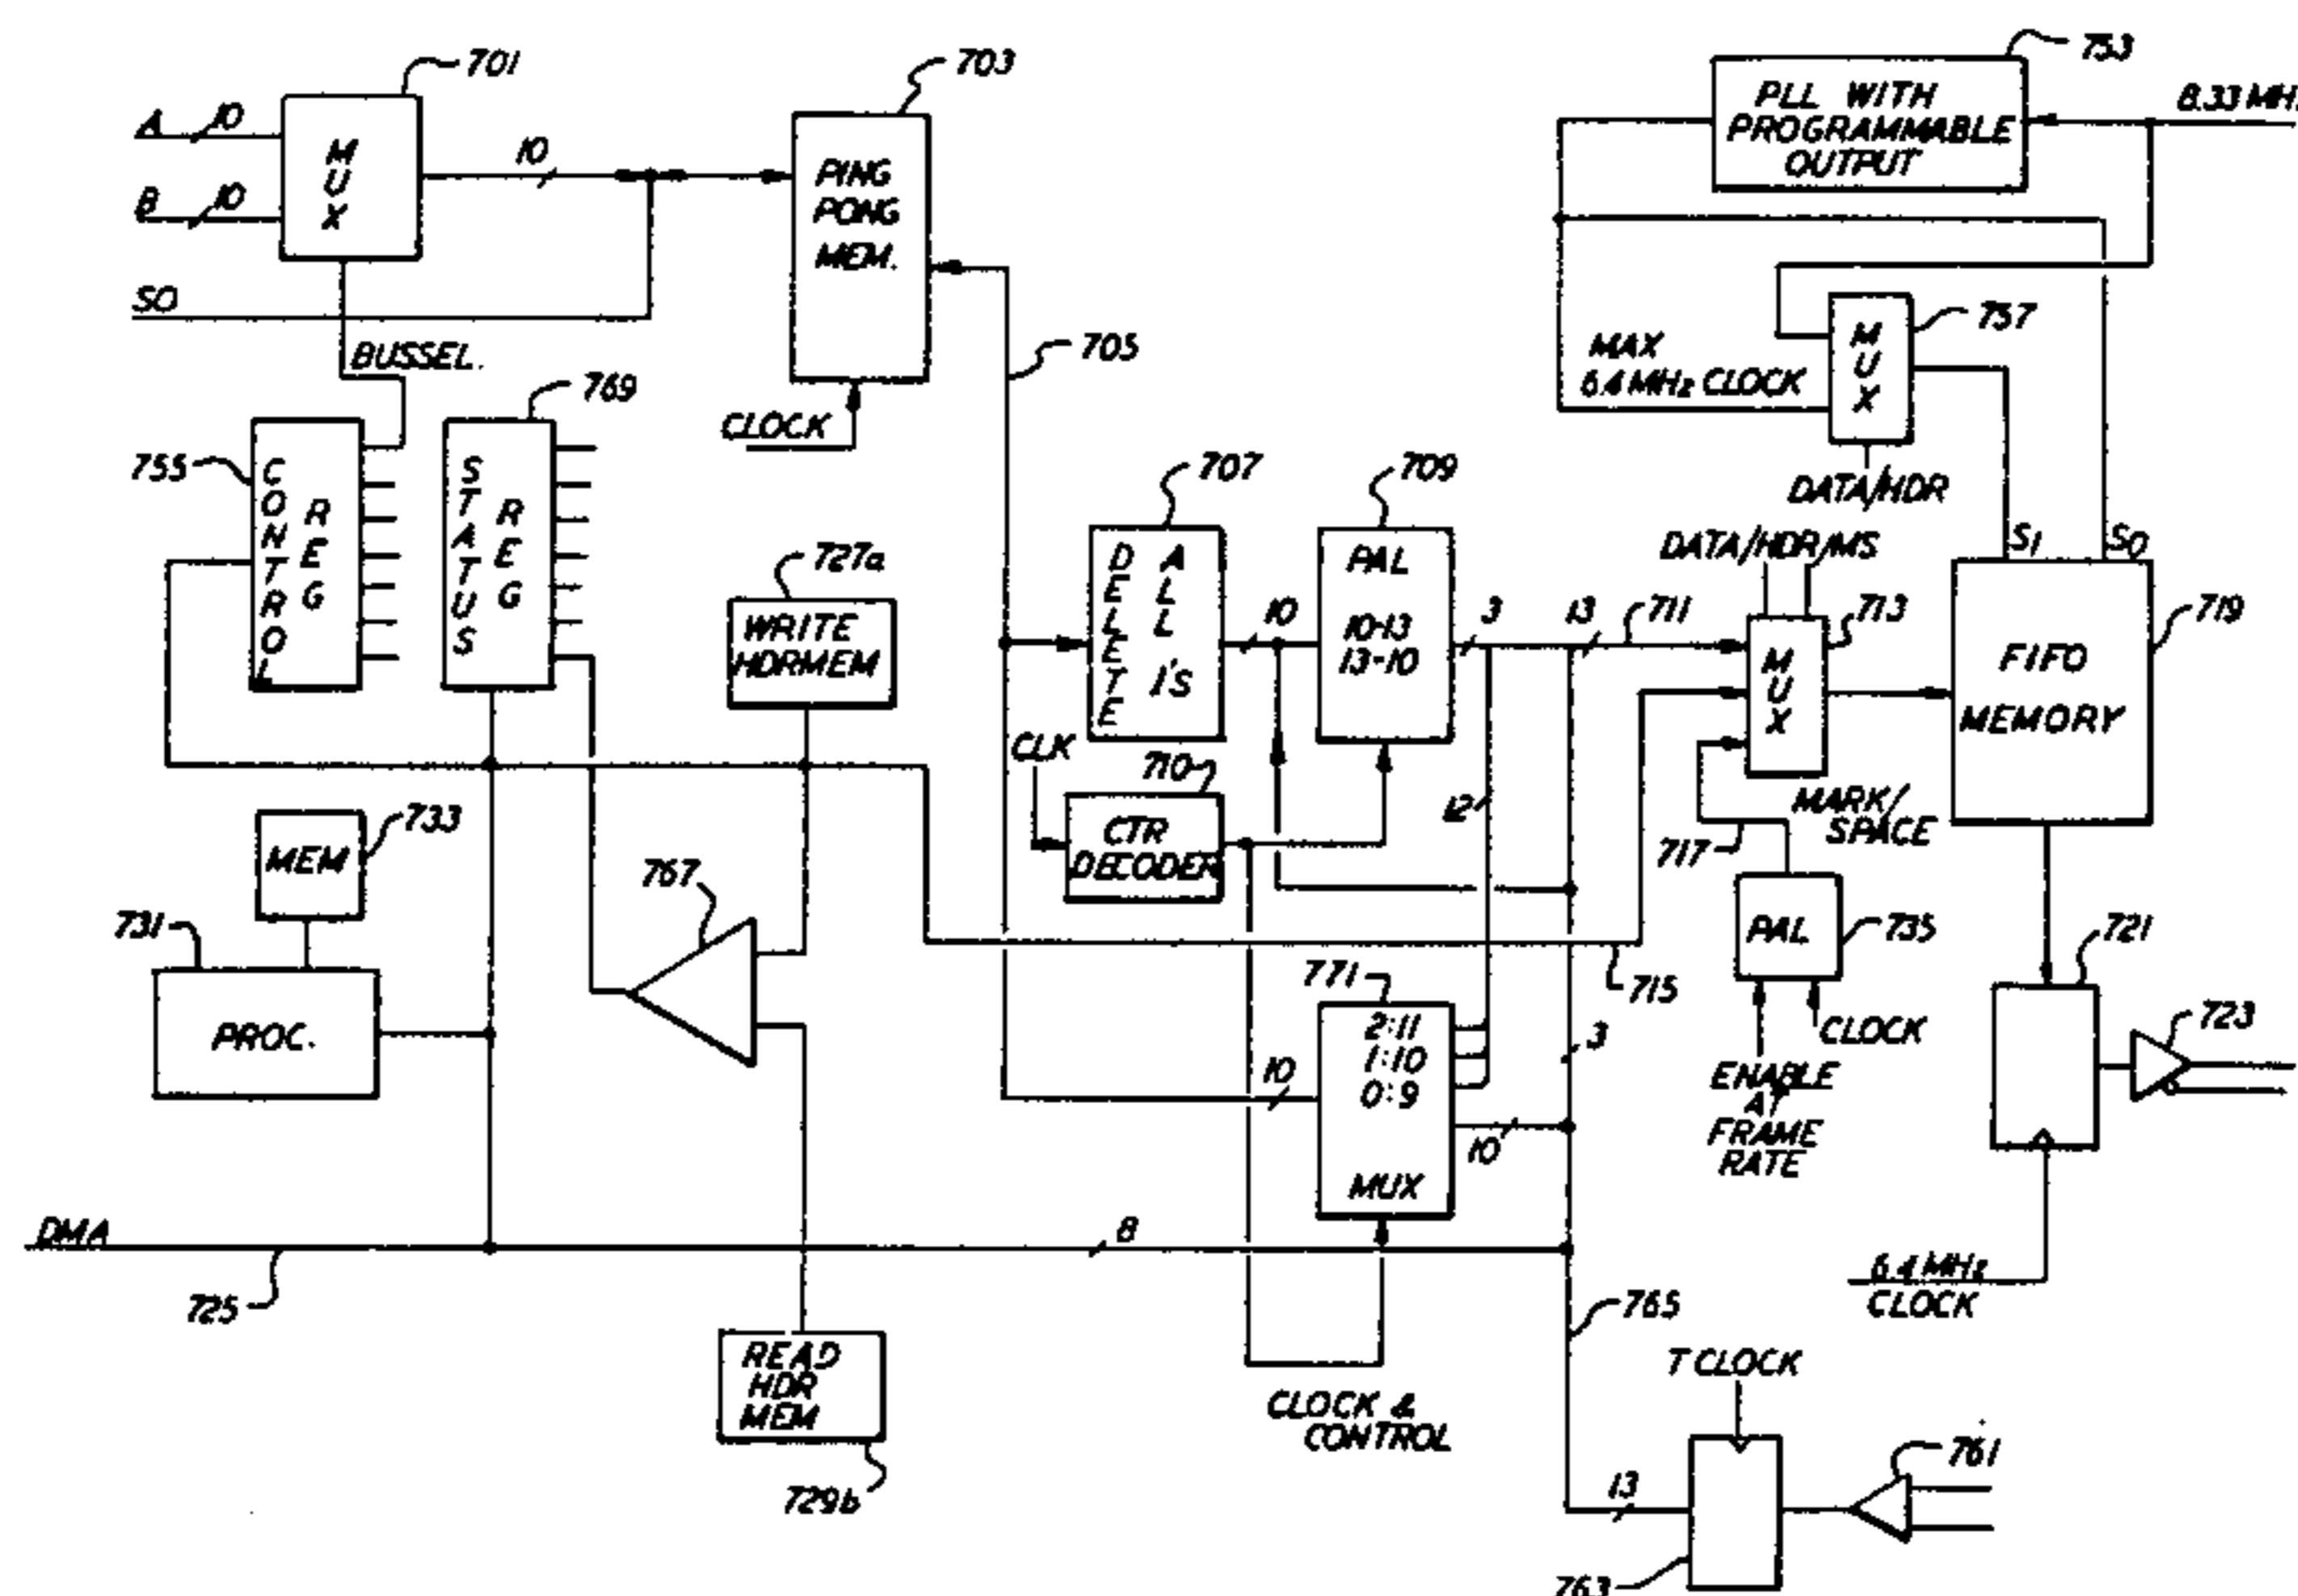 701
703
753
A 10
B 10
MUX
10
PING
PONG
MEM.
PLL WITH
PROGRAMMABLE
OUTPUT
8.33 MHz
SO
BUSSEL.
CLOCK
705
MAX
6.4 MHz CLOCK
MUX
757
DATA/HDR
755
CONTROL
REG
769
STATUS
REG
727a
WRITE
HDRMEM
707
DELETE
ALL
1'S
10
709
PAL
10-13
13-10
3
13
711
DATA/HDR/MS
713
MUX
S1
S0
FIFO
MEMORY
719
CLK
710
CTR
DECODER
12
MARK/
SPACE
717
PAL
735
CLOCK
ENABLE
AT
FRAME
RATE
733
MEM
731
PROC.
767
715
771
2:11
1:10
0:9
MUX
10
10
3
721
723
6.4 MHz
CLOCK
DMA
725
8
READ
HDR
MEM
729b
CLOCK &
CONTROL
765
T CLOCK
13
763
761